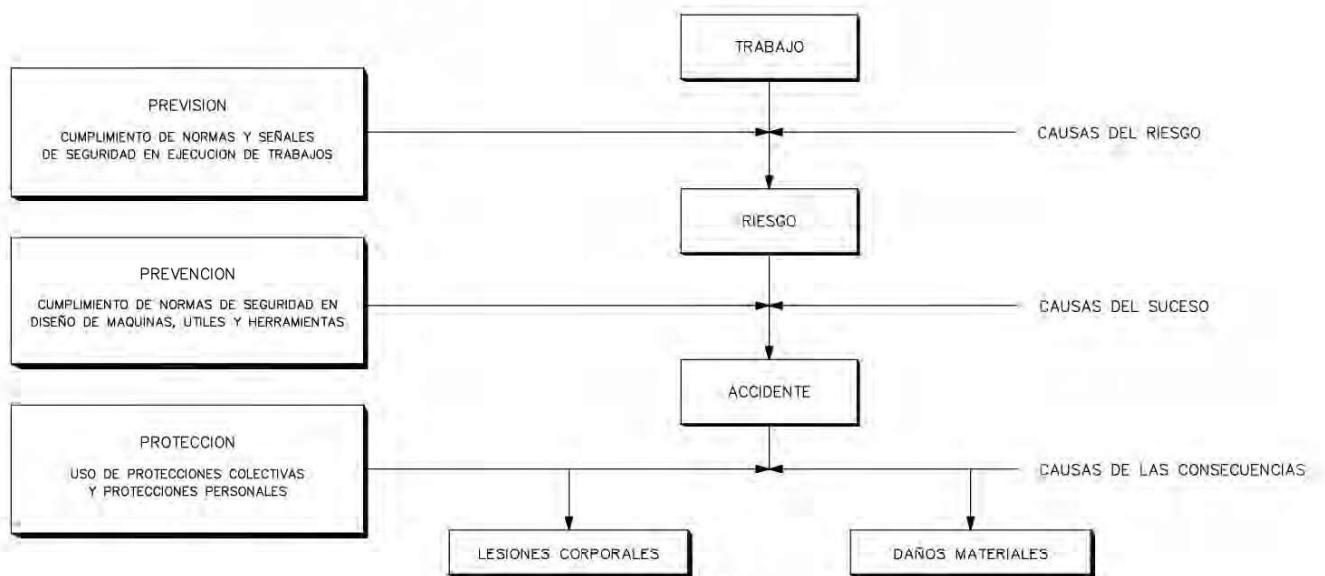 TRABAJO
PREVISION
CUMPLIMIENTO DE NORMAS Y SEÑALES
DE SEGURIDAD EN EJECUCION DE TRABAJOS
CAUSAS DEL RIESGO
RIESGO
PREVENCION
CUMPLIMIENTO DE NORMAS DE SEGURIDAD EN
DISEÑO DE MAQUINAS, UTILES Y HERRAMIENTAS
CAUSAS DEL SUCESO
ACCIDENTE
PROTECCION
USO DE PROTECCIONES COLECTIVAS
Y PROTECCIONES PERSONALES
CAUSAS DE LAS CONSECUENCIAS
LESIONES CORPORALES
DAÑOS MATERIALES